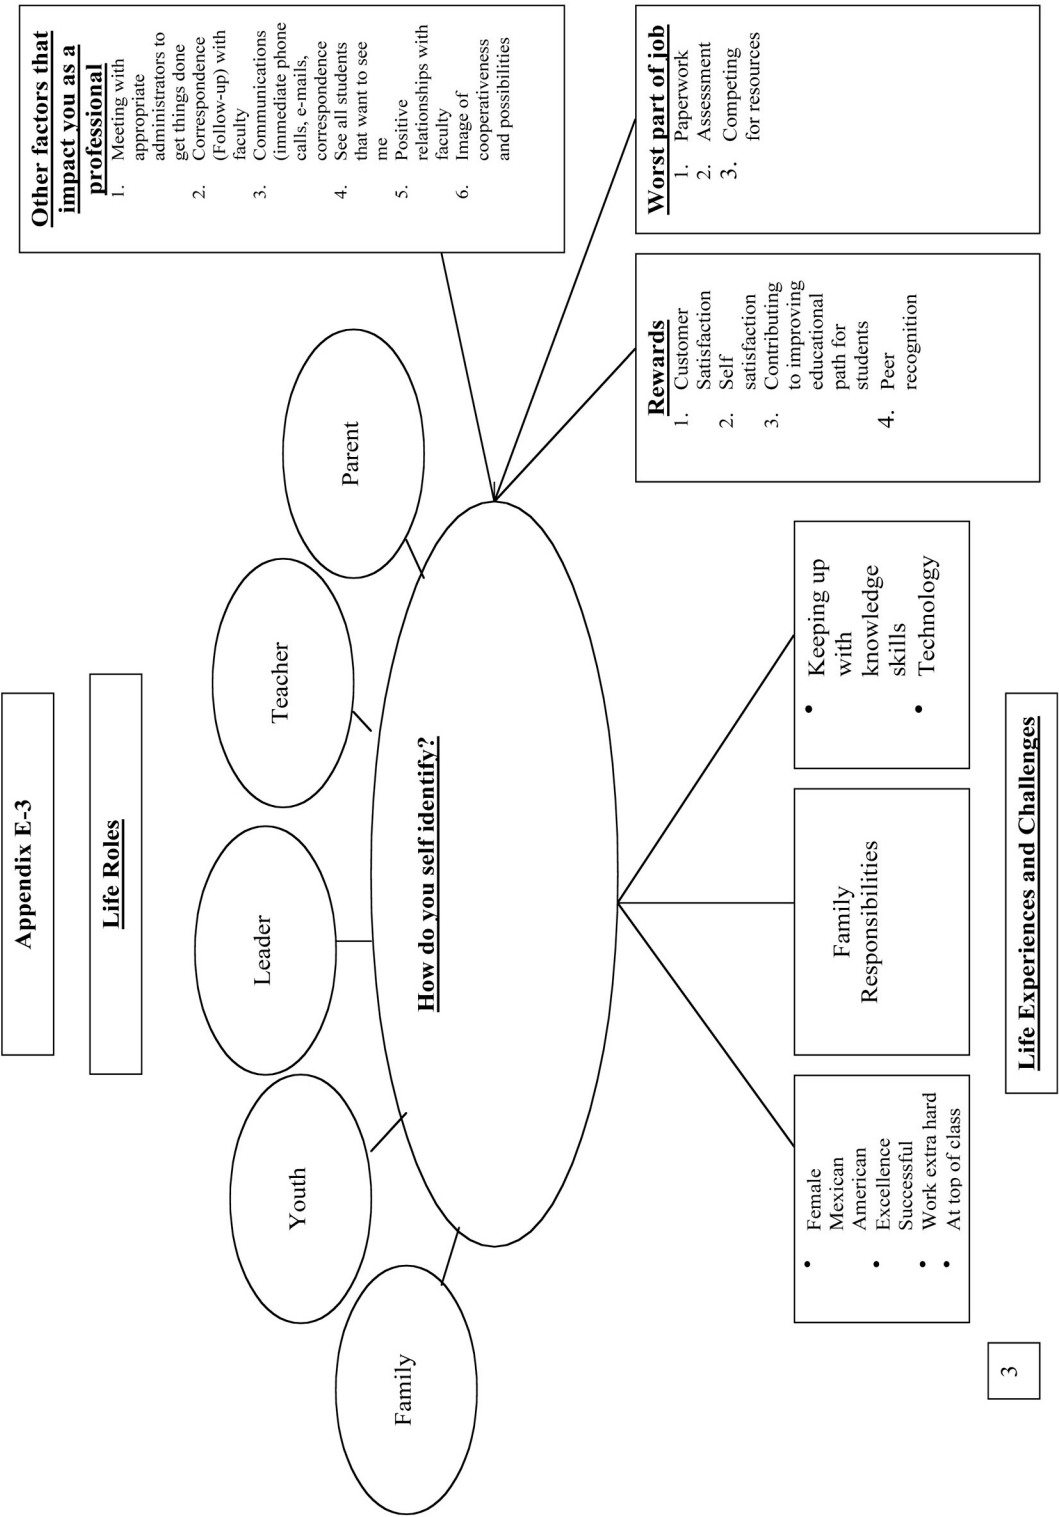 Appendix E-3
Life Roles
Family
Youth
Leader
Teacher
Parent
How do you self identify?
Other factors that
impact you as a
professional
1. Meeting with
appropriate
administrators to
get things done
2. Correspondence
(Follow-up) with
faculty
3. Communications
(immediate phone
calls, e-mails,
correspondence
4. See all students
that want to see
me
5. Positive
relationships with
faculty
6. Image of
cooperativeness
and possibilities
Rewards
1. Customer
Satisfaction
2. Self
satisfaction
3. Contributing
to improving
educational
path for
students
4. Peer
recognition
Worst part of job
1. Paperwork
2. Assessment
3. Competing
for resources
• Female
Mexican
American
• Excellence
Successful
• Work extra hard
• At top of class
Family
Responsibilities
• Keeping up
with
knowledge
skills
• Technology
Life Experiences and Challenges
3